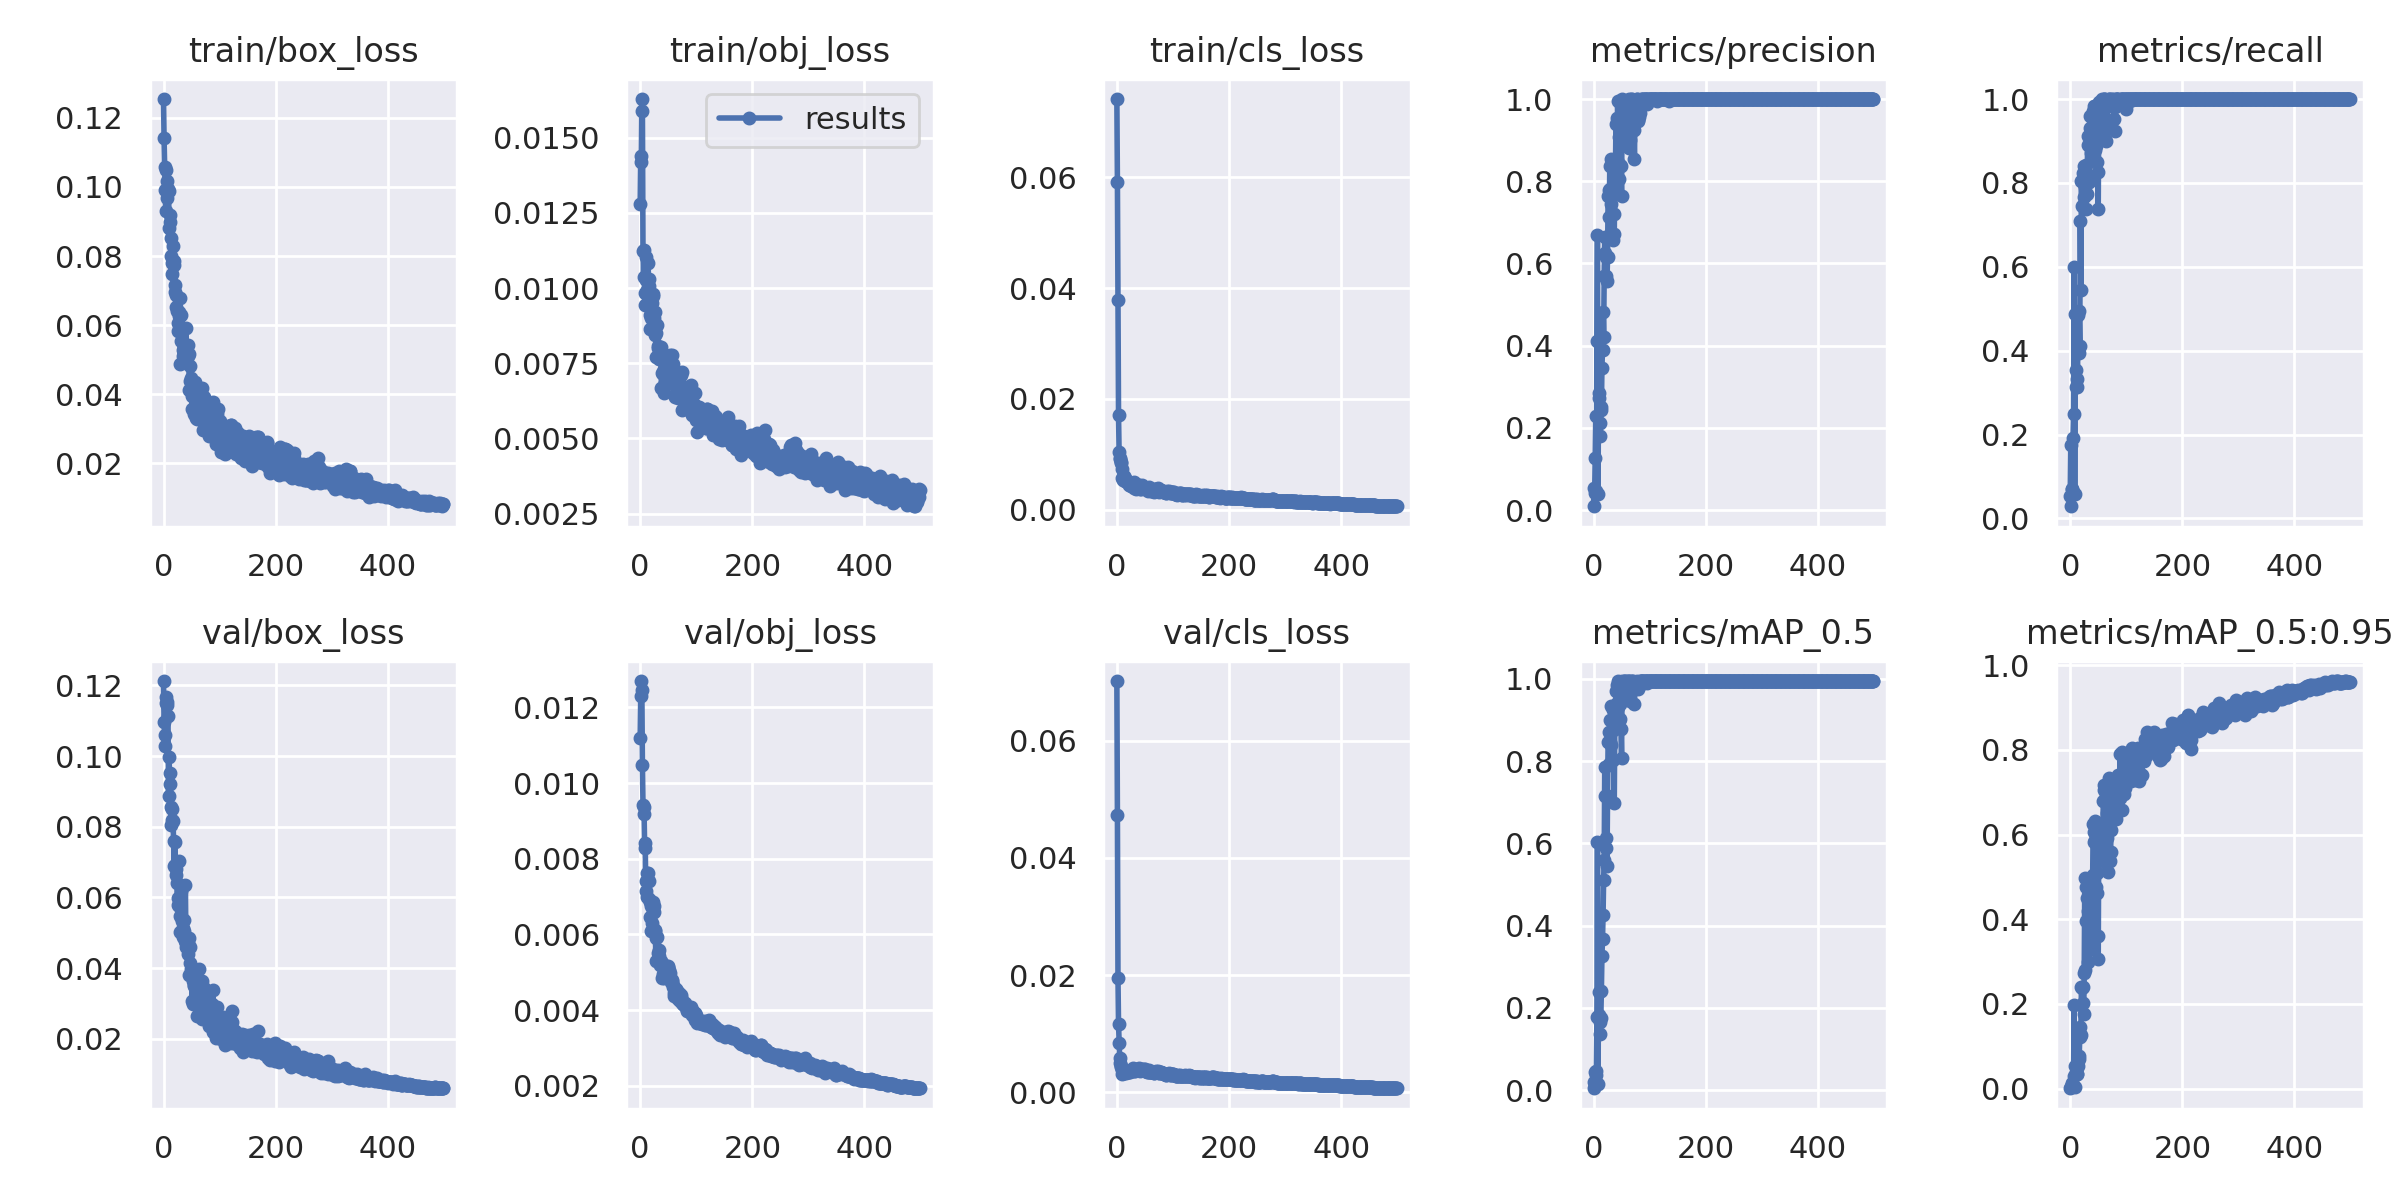 train/box_loss
0.12
0.10
0.08
0.06
0.04
0.02
0 200 400
train/obj_loss
results
0.0150
0.0125
0.0100
0.0075
0.0050
0.0025
0 200 400
train/cls_loss
0.06
0.04
0.02
0.00
0 200 400
metrics/precision
1.0
0.8
0.6
0.4
0.2
0.0
0 200 400
metrics/recall
1.0
0.8
0.6
0.4
0.2
0.0
0 200 400
val/box_loss
0.12
0.10
0.08
0.06
0.04
0.02
0 200 400
val/obj_loss
0.012
0.010
0.008
0.006
0.004
0.002
0 200 400
val/cls_loss
0.06
0.04
0.02
0.00
0 200 400
metrics/mAP_0.5
1.0
0.8
0.6
0.4
0.2
0.0
0 200 400
metrics/mAP_0.5:0.95
1.0
0.8
0.6
0.4
0.2
0.0
0 200 400